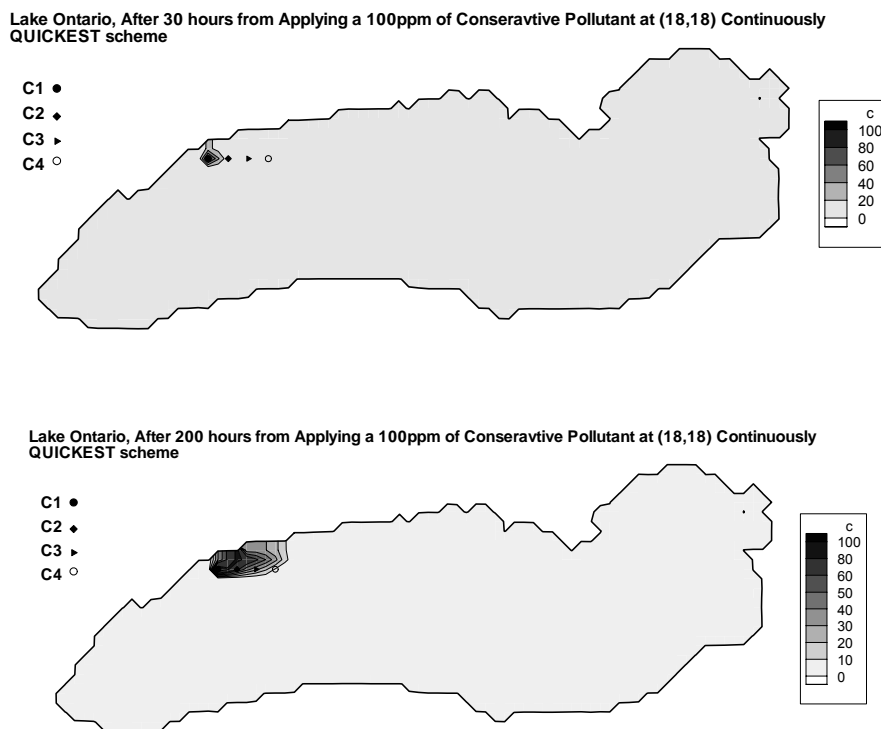 Lake Ontario, After 30 hours from Applying a 100ppm of Conseravtive Pollutant at (18,18) Continuously
QUICKEST scheme
C1
C2
C3
C4
c
100
80
60
40
20
0
Lake Ontario, After 200 hours from Applying a 100ppm of Conseravtive Pollutant at (18,18) Continuously
QUICKEST scheme
C1
C2
C3
C4
c
100
80
60
50
40
30
20
10
0